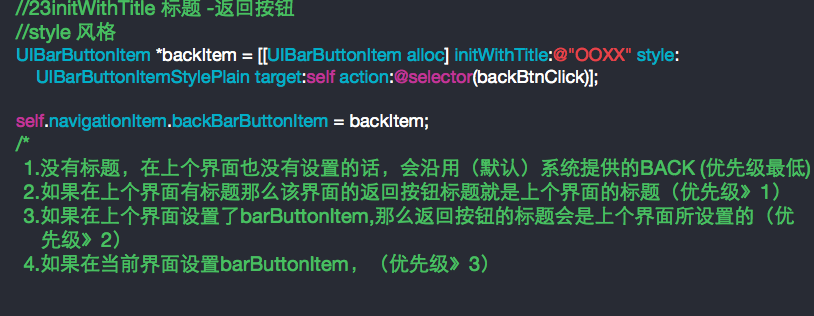 //23initWithTitle 标题 -返回按钮
//style 风格
UIBarButtonItem *backItem = [[UIBarButtonItem alloc] initWithTitle:@"OOXX" style:
UIBarButtonItemStylePlain target:self action:@selector(backBtnClick)];
self.navigationItem.backBarButtonItem = backItem;
/*
1.没有标题，在上个界面也没有设置的话，会沿用（默认）系统提供的BACK (优先级最低)
2.如果在上个界面有标题那么该界面的返回按钮标题就是上个界面的标题（优先级》1）
3.如果在上个界面设置了barButtonItem,那么返回按钮的标题会是上个界面所设置的（优
先级》2）
4.如果在当前界面设置barButtonItem，（优先级》3）